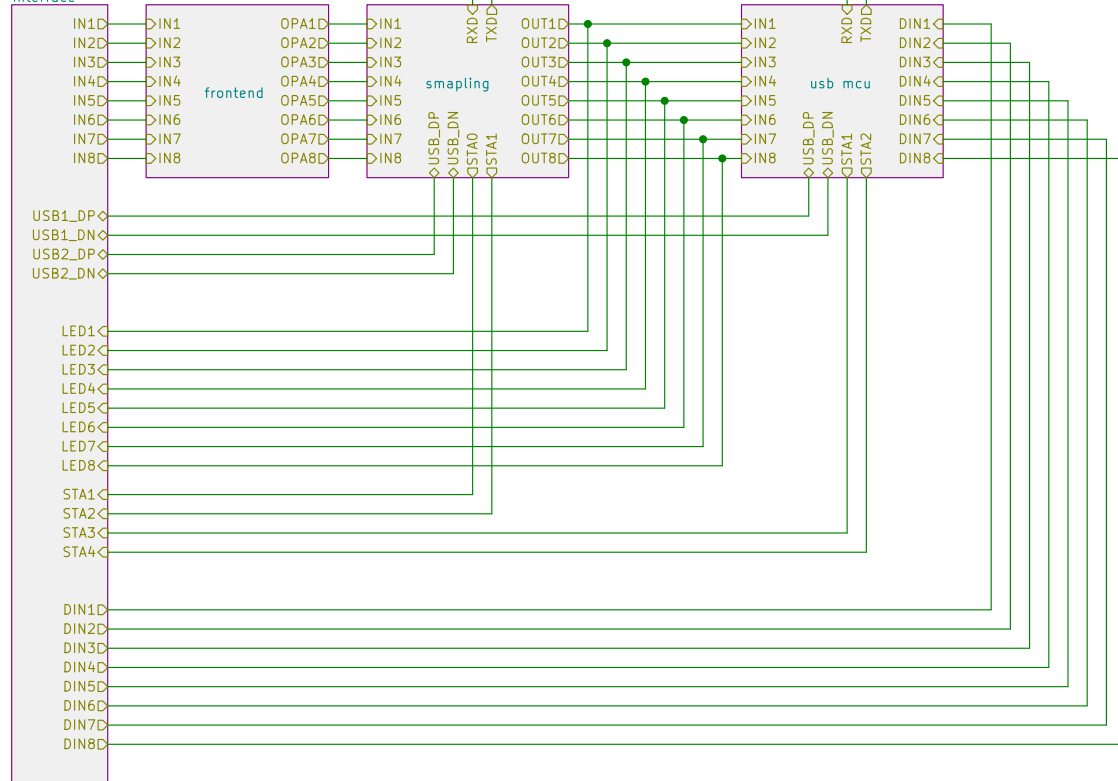 interface
IN1 IN1 OPA1 IN1 RXD TXD OUT1 IN1 RXD TXD DIN1
IN2 IN2 OPA2 IN2 OUT2 IN2 DIN2
IN3 IN3 OPA3 IN3 OUT3 IN3 DIN3
IN4 IN4 OPA4 IN4 smapling OUT4 IN4 usb mcu DIN4
IN5 IN5 frontend OPA5 IN5 OUT5 IN5 DIN5
IN6 IN6 OPA6 IN6 OUT6 IN6 DIN6
IN7 IN7 OPA7 IN7 USB_DP USB_DN STA0 STA1 OUT7 IN7 USB_DP USB_DN STA1 STA2 DIN7
IN8 IN8 OPA8 IN8 OUT8 IN8 DIN8
USB1_DP
USB1_DN
USB2_DP
USB2_DN
LED1
LED2
LED3
LED4
LED5
LED6
LED7
LED8
STA1
STA2
STA3
STA4
DIN1
DIN2
DIN3
DIN4
DIN5
DIN6
DIN7
DIN8